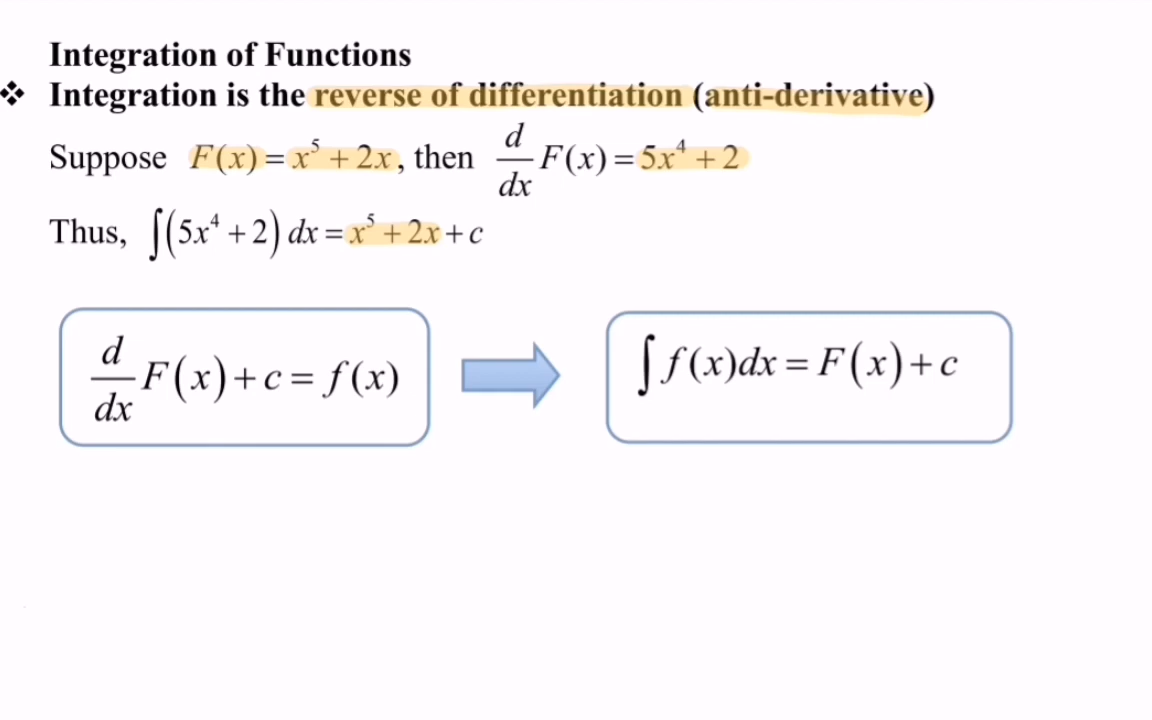 Integration of Functions
❖ Integration is the reverse of differentiation (anti-derivative)
Suppose F(x) = x⁵ + 2x, then d/dx F(x) = 5x⁴ + 2
Thus, ∫(5x⁴ + 2) dx = x⁵ + 2x + c
d/dx F(x) + c = f(x)
∫ f(x)dx = F(x) + c